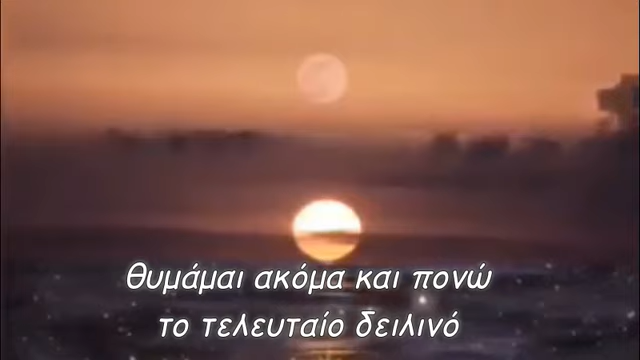 θυμάμαι ακόμα και πονώ
το τελευταίο δειλινό